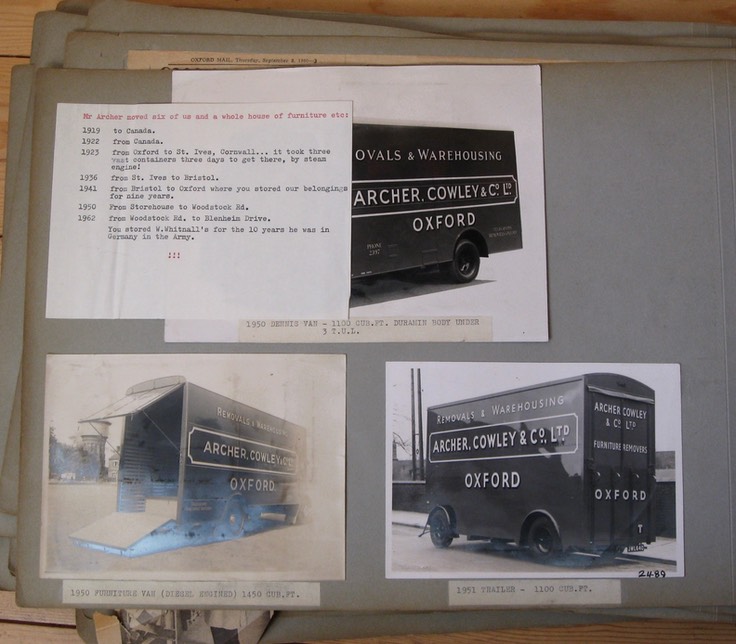 OXFORD MAIL, Thursday, September
Mr Archer moved six of us and a whole house of furniture etc:
1919 to Canada.
1922 from Canada.
1923 from Oxford to St. Ives, Cornwall... it took three
vast containers three days to get there, by steam
engine!
1936 from St. Ives to Bristol.
1941 from Bristol to Oxford where you stored our belongings
for nine years.
1950 From Storehouse to Woodstock Rd.
1962 from Woodstock Rd. to Blenheim Drive.
You stored W.Whitnall's for the 10 years he was in
Germany in the Army.
!!!
OVALS & WAREHOUSING
ARCHER, COWLEY & CO. LTD.
OXFORD
PHONE
2397
1950 DENNIS VAN - 1100 CUB.FT. DURAMIN BODY UNDER
3 T.U.L.
REMOVALS & WAREHOUSING
ARCHER, COWLEY & CO. LTD
OXFORD
1950 FURNITURE VAN (DIESEL ENGINED) 1450 CUB.FT.
REMOVALS & WAREHOUSING
ARCHER, COWLEY & CO. LTD
OXFORD
ARCHER COWLEY
& CO LTD
FURNITURE REMOVERS
OXFORD
T
2489
1951 TRAILER - 1100 CUB.FT.